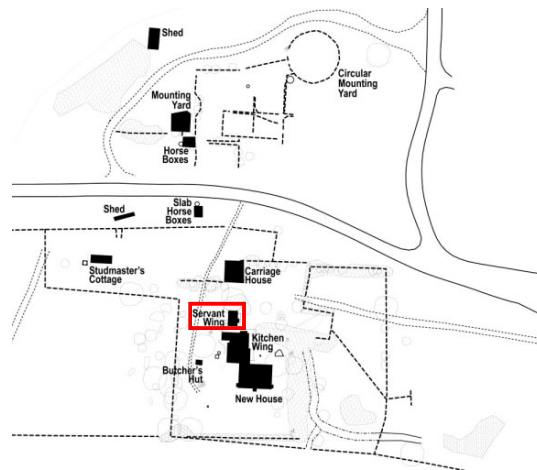 Shed
Circular
Mounting
Yard
Mounting
Yard
Horse
Boxes
Slab
Horse
Boxes
Shed
Studmaster's
Cottage
Carriage
House
Servant
Wing
Kitchen
Wing
Butcher's
Hut
New House